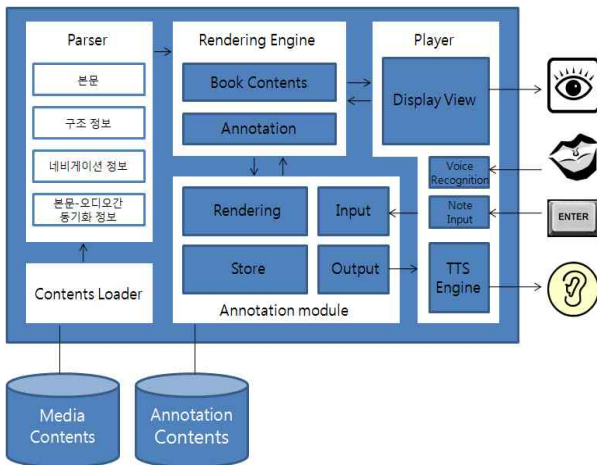 Parser
본문
구조 정보
네비게이션 정보
본문-오디오간
동기화 정보
Contents Loader
Rendering Engine
Book Contents
Annotation
Rendering
Input
Store
Output
Annotation module
Player
Display View
Voice
Recognition
Note
Input
TTS
Engine
ENTER
Media
Contents
Annotation
Contents